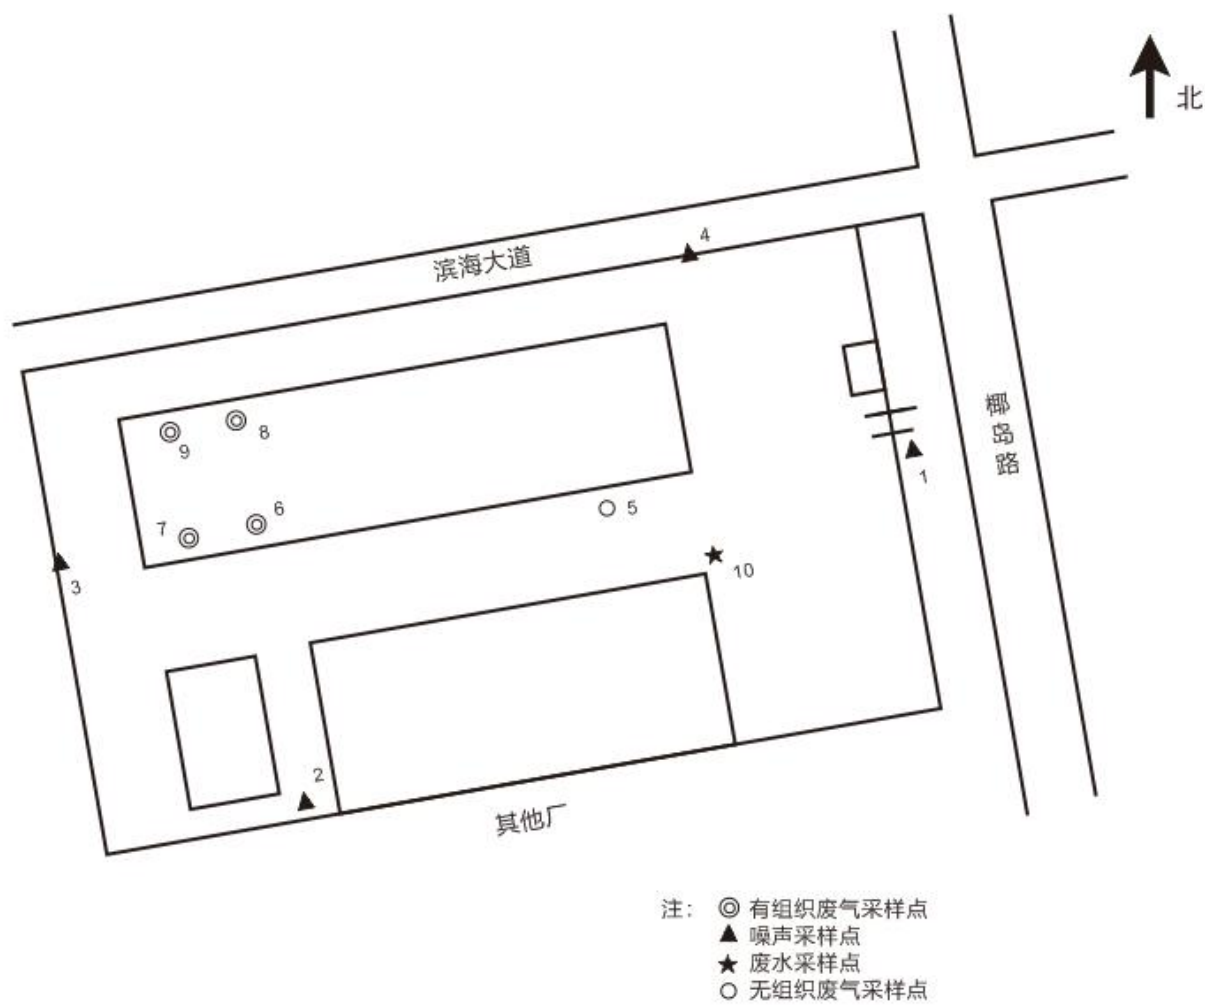 北
4
滨海大道
8
9
椰岛路
1
6
5
7
10
3
2
其他厂
注： ◎ 有组织废气采样点
▲ 噪声采样点
★ 废水采样点
○ 无组织废气采样点